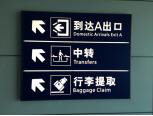 到达A出口
Domestic Arrivals Exit A
中转
Transfers
行李提取
Baggage Claim